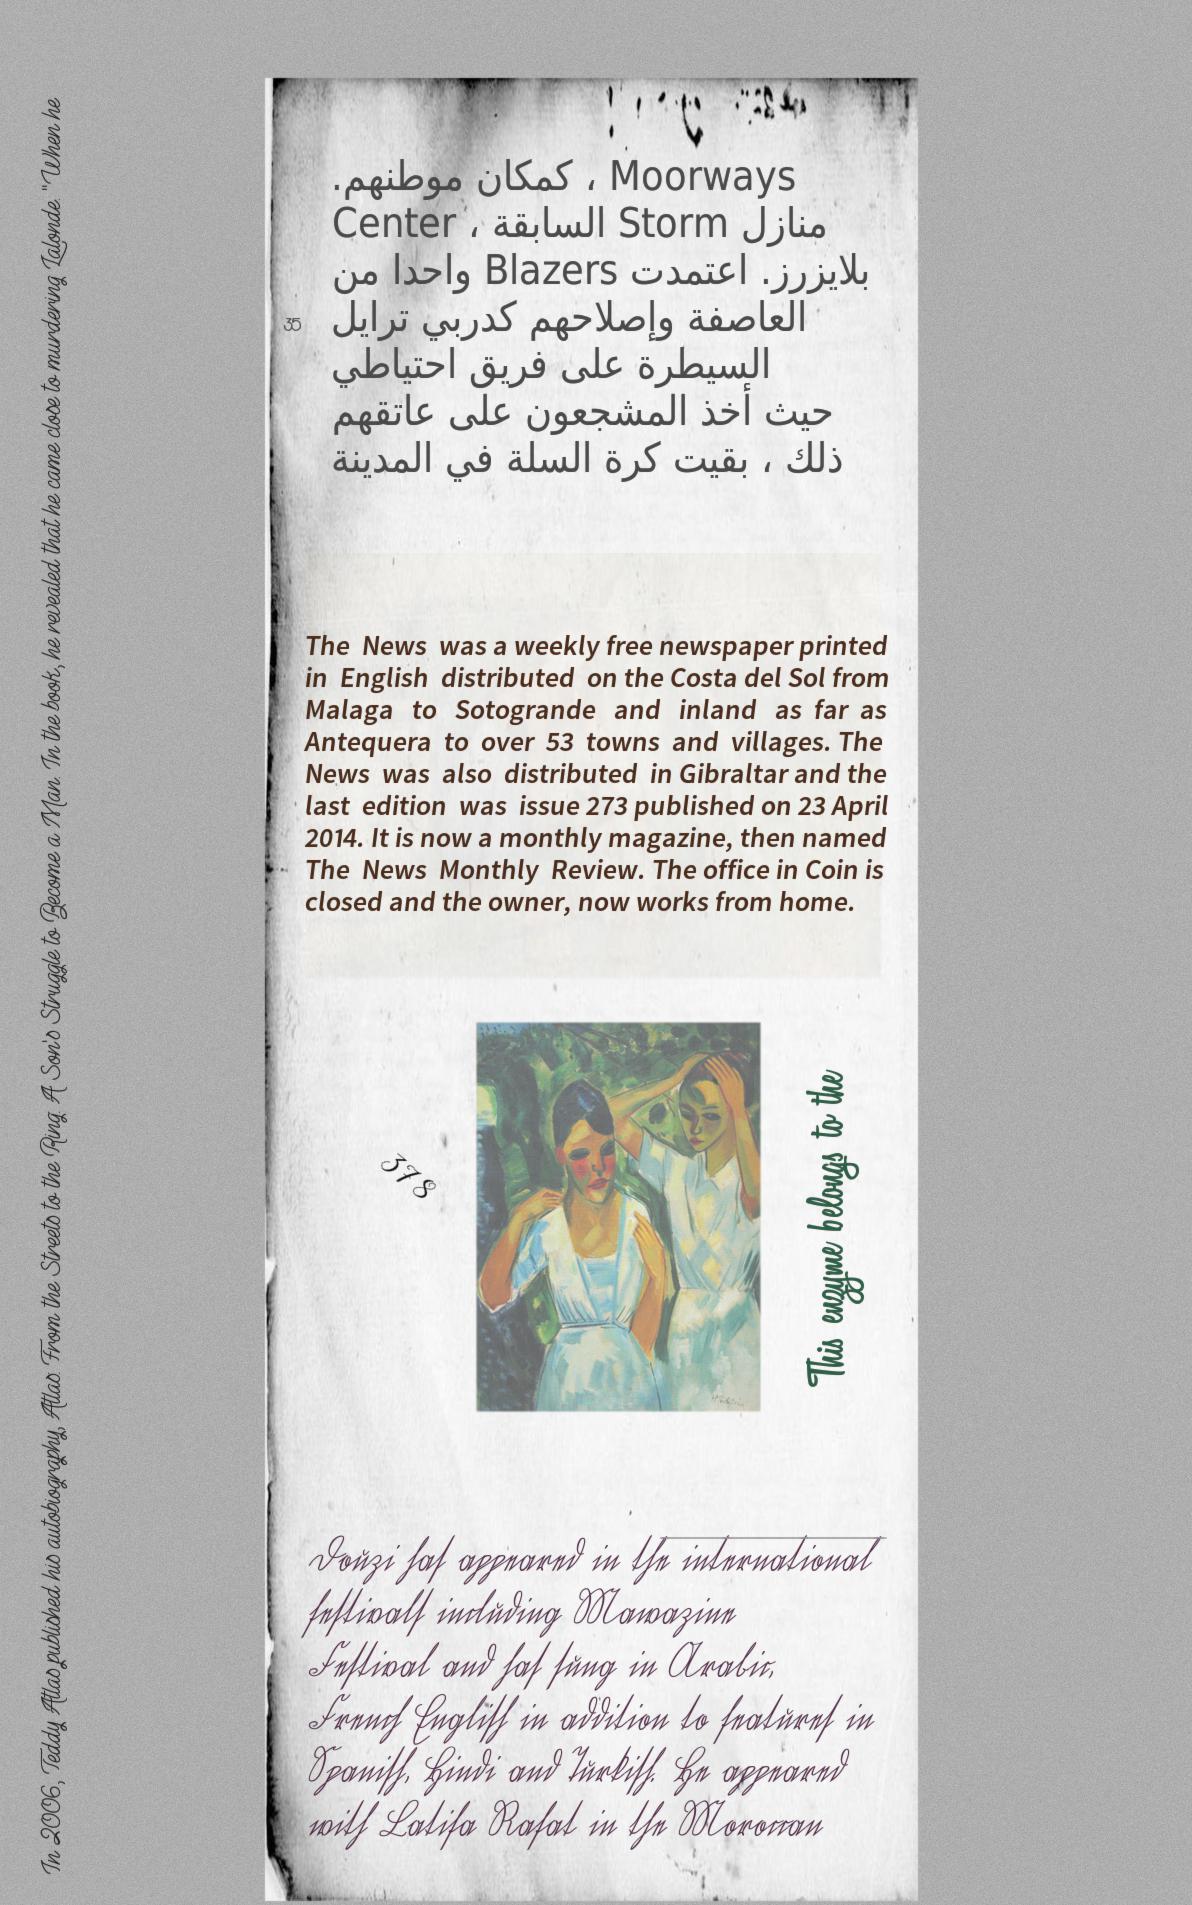 Moorways ، كمكان موطنهم.
منازل Storm السابقة ، Center
بلايزرز. اعتمدت Blazers واحدا من
العاصفة وإصلاحهم كدربي ترايل
السيطرة على فريق احتياطي
حيث أخذ المشجعون على عاتقهم
ذلك ، بقيت كرة السلة في المدينة
35
The News was a weekly free newspaper printed
in English distributed on the Costa del Sol from
Malaga to Sotogrande and inland as far as
Antequera to over 53 towns and villages. The
News was also distributed in Gibraltar and the
last edition was issue 273 published on 23 April
2014. It is now a monthly magazine, then named
The News Monthly Review. The office in Coin is
closed and the owner, now works from home.
378
This enzyme belongs to the
Douzi has appeared in the international
festivals including Mawazine
Festival and has sung in Arabic,
French English in addition to features in
Spanish, Hindi and Turkish. He appeared
with Latifa Rafat in the Moroccan
In 2006, Teddy Atlas published his autobiography, Atlas: From the Streets to the Ring: A Son's Struggle to Become a Man. In the book, he revealed that he came close to murdering Lalonde. "When he